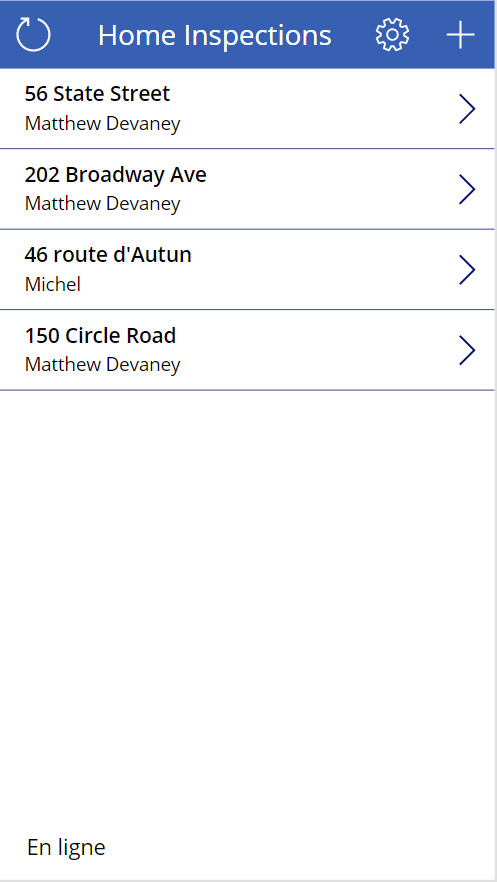 Home Inspections
56 State Street
Matthew Devaney
202 Broadway Ave
Matthew Devaney
46 route d'Autun
Michel
150 Circle Road
Matthew Devaney
En ligne